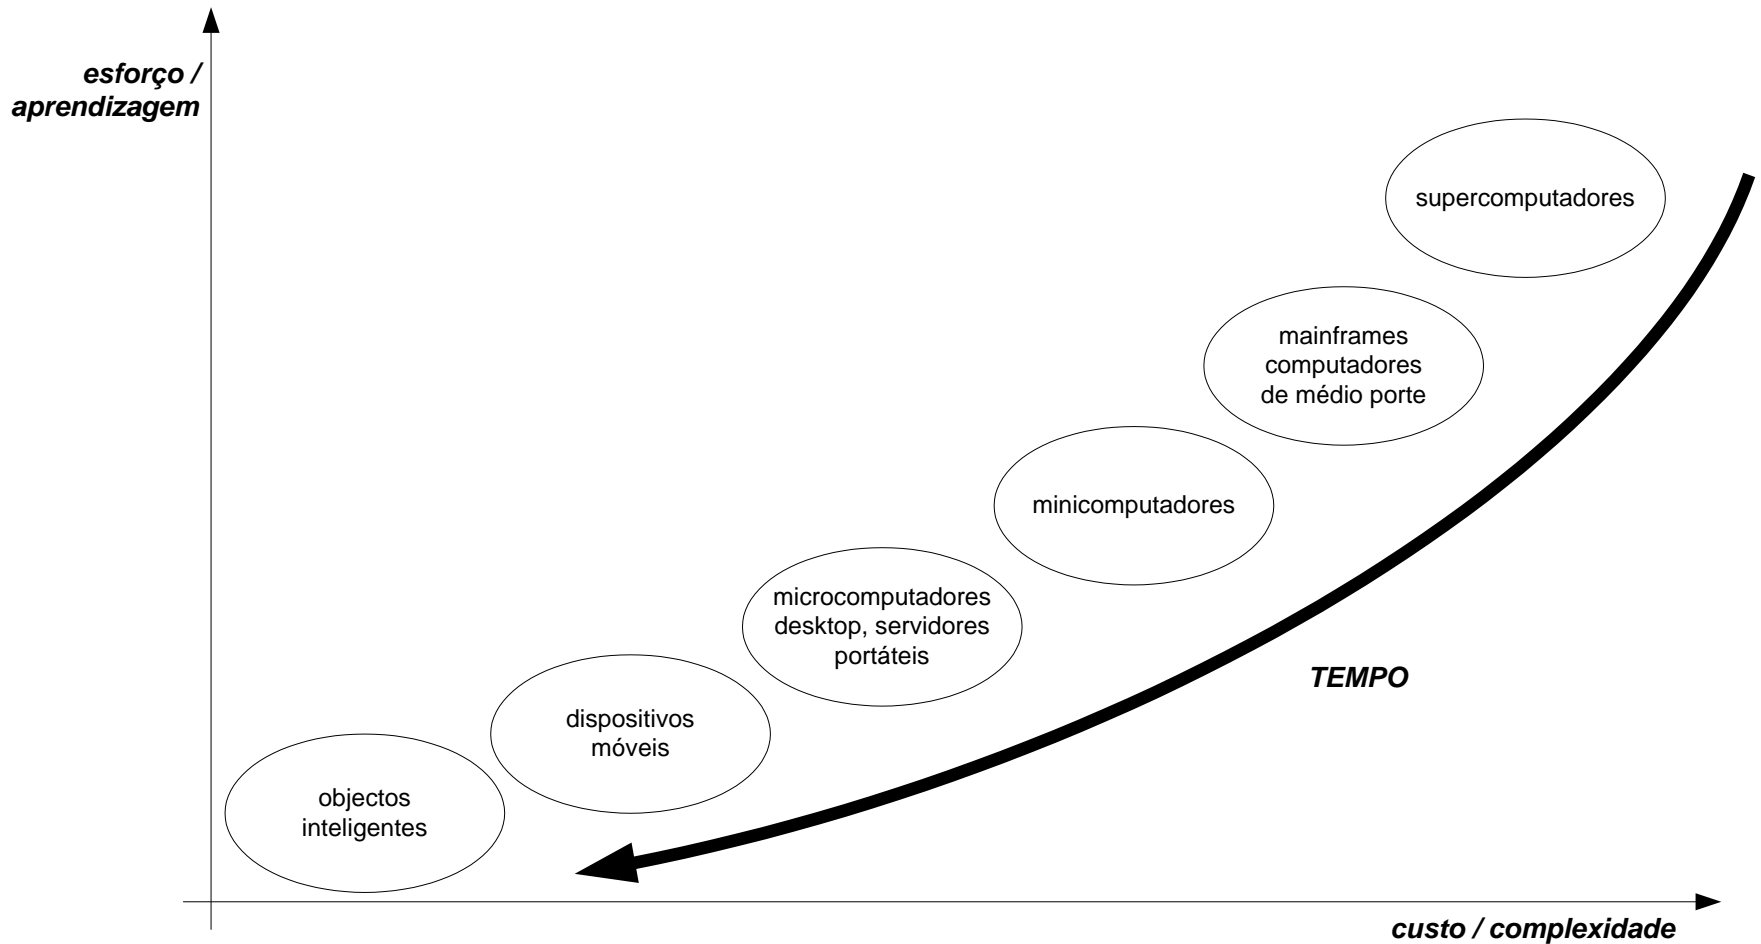 esforço /
aprendizagem
supercomputadores
mainframes
computadores
de médio porte
minicomputadores
microcomputadores
desktop, servidores
portáteis
TEMPO
dispositivos
móveis
objectos
inteligentes
custo / complexidade